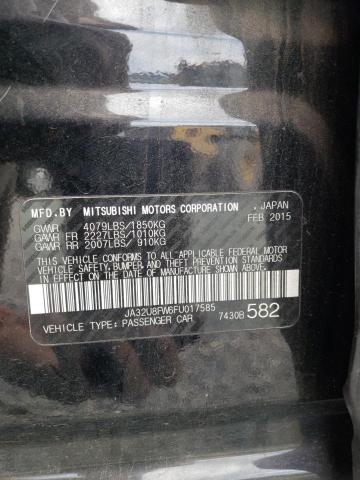 MFD.BY MITSUBISHI MOTORS CORPORATION . JAPAN
FEB 2015
GVWR 4079LBS/1850KG
GAWR FR 2227LBS/1010KG
GAWR RR 2007LBS/ 910KG
THIS VEHICLE CONFORMS TO ALL APPLICABLE FEDERAL MOTOR
VEHICLE SAFETY, BUMPER, AND THEFT PREVENTION STANDARDS
IN EFFECT ON THE DATE OF MANUFACTURE SHOWN ABOVE.
JA32U8FW6FU017585
VEHICLE TYPE: PASSENGER CAR 7430B 582